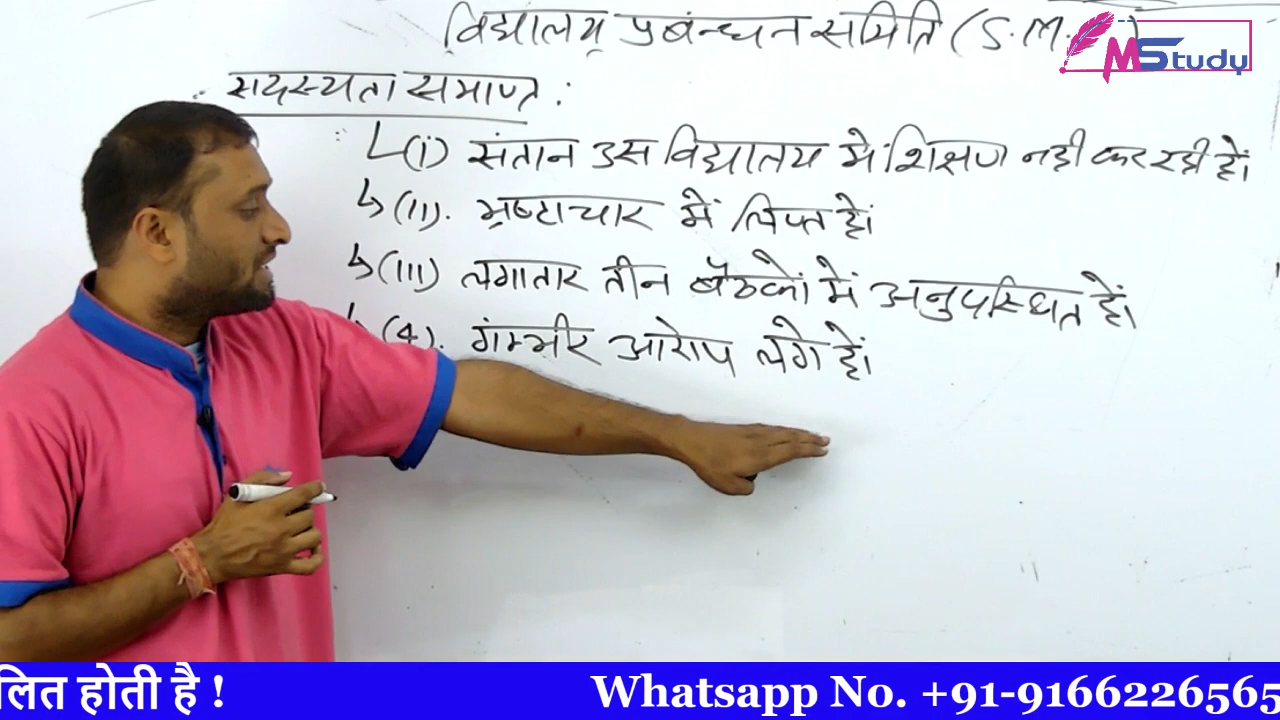 विद्यालय प्रबंन्धन समिति (S.M.
MStudy
सदस्यता समाप्त :
(i) संतान उस विद्यालय में शिक्षण नही कर रही हों।
(II). भ्रष्टाचार में लिप्त हों।
(III) लगातार तीन बैठकों में अनुपस्थित हों।
(4). गंम्भीर आरोप लगे हों।
लित होती है ! Whatsapp No. +91-9166226565